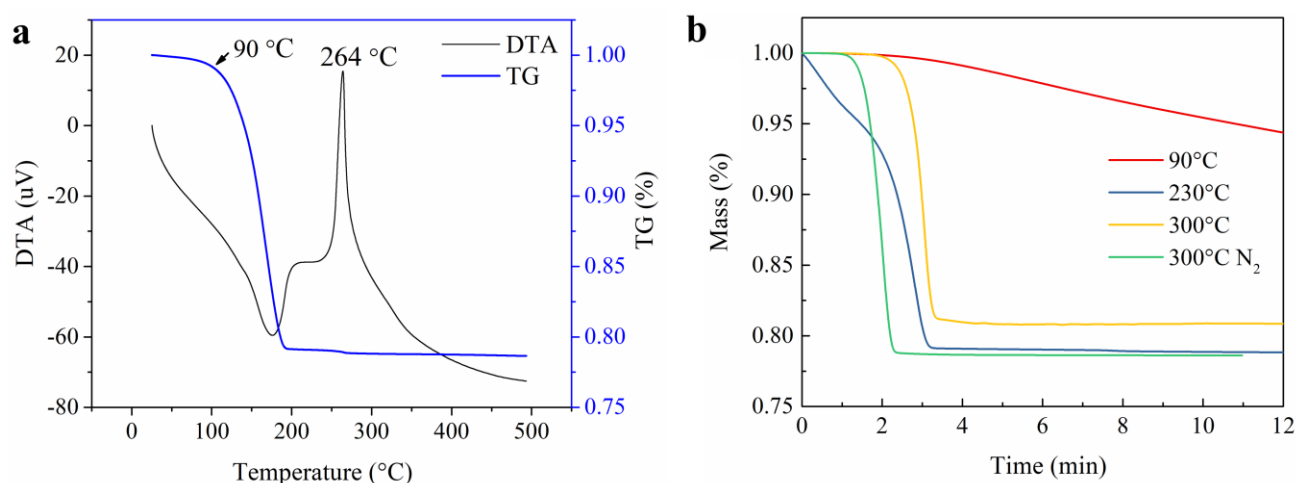 a
90 °C
264 °C
DTA
TG
20
0
-20
-40
-60
-80
DTA (uV)
1.00
0.95
0.90
0.85
0.80
0.75
TG (%)
0 100 200 300 400 500
Temperature (°C)
b
1.00
0.95
0.90
0.85
0.80
0.75
Mass (%)
90°C
230°C
300°C
300°C N₂
0 2 4 6 8 10 12
Time (min)